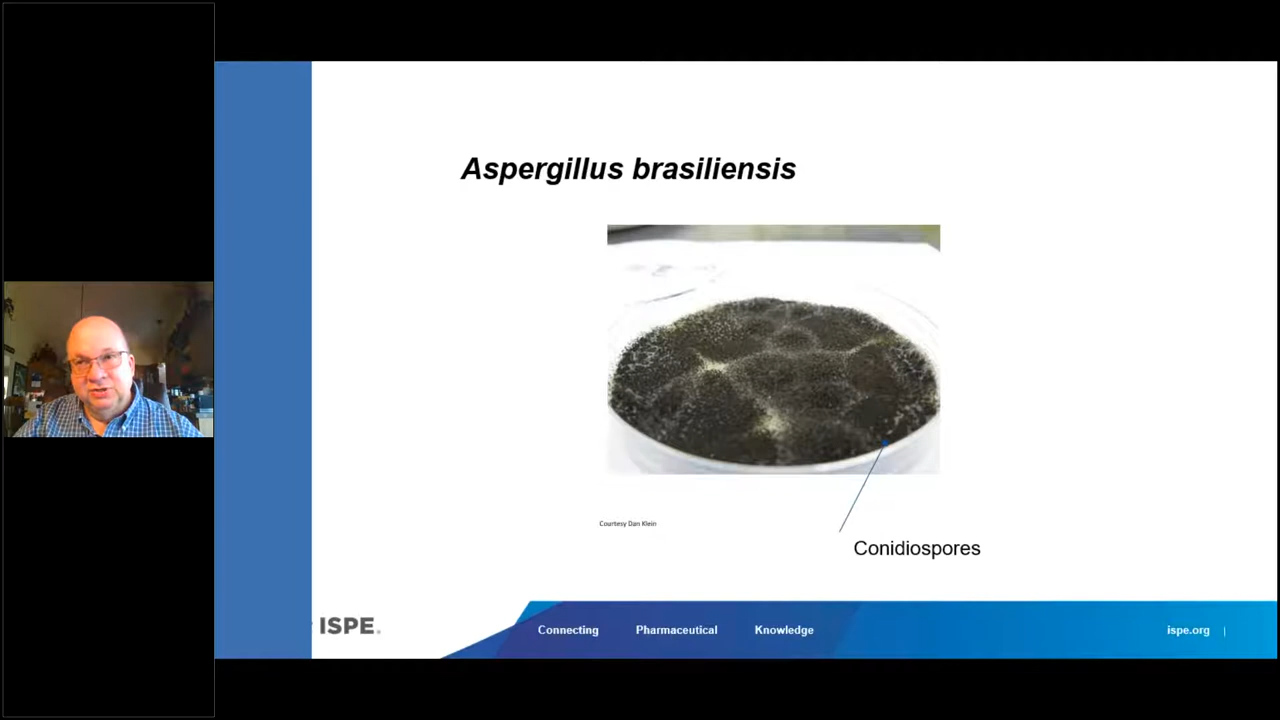 Aspergillus brasiliensis
Courtesy Dan Klein
Conidiospores
ISPE.
Connecting Pharmaceutical Knowledge
ispe.org |